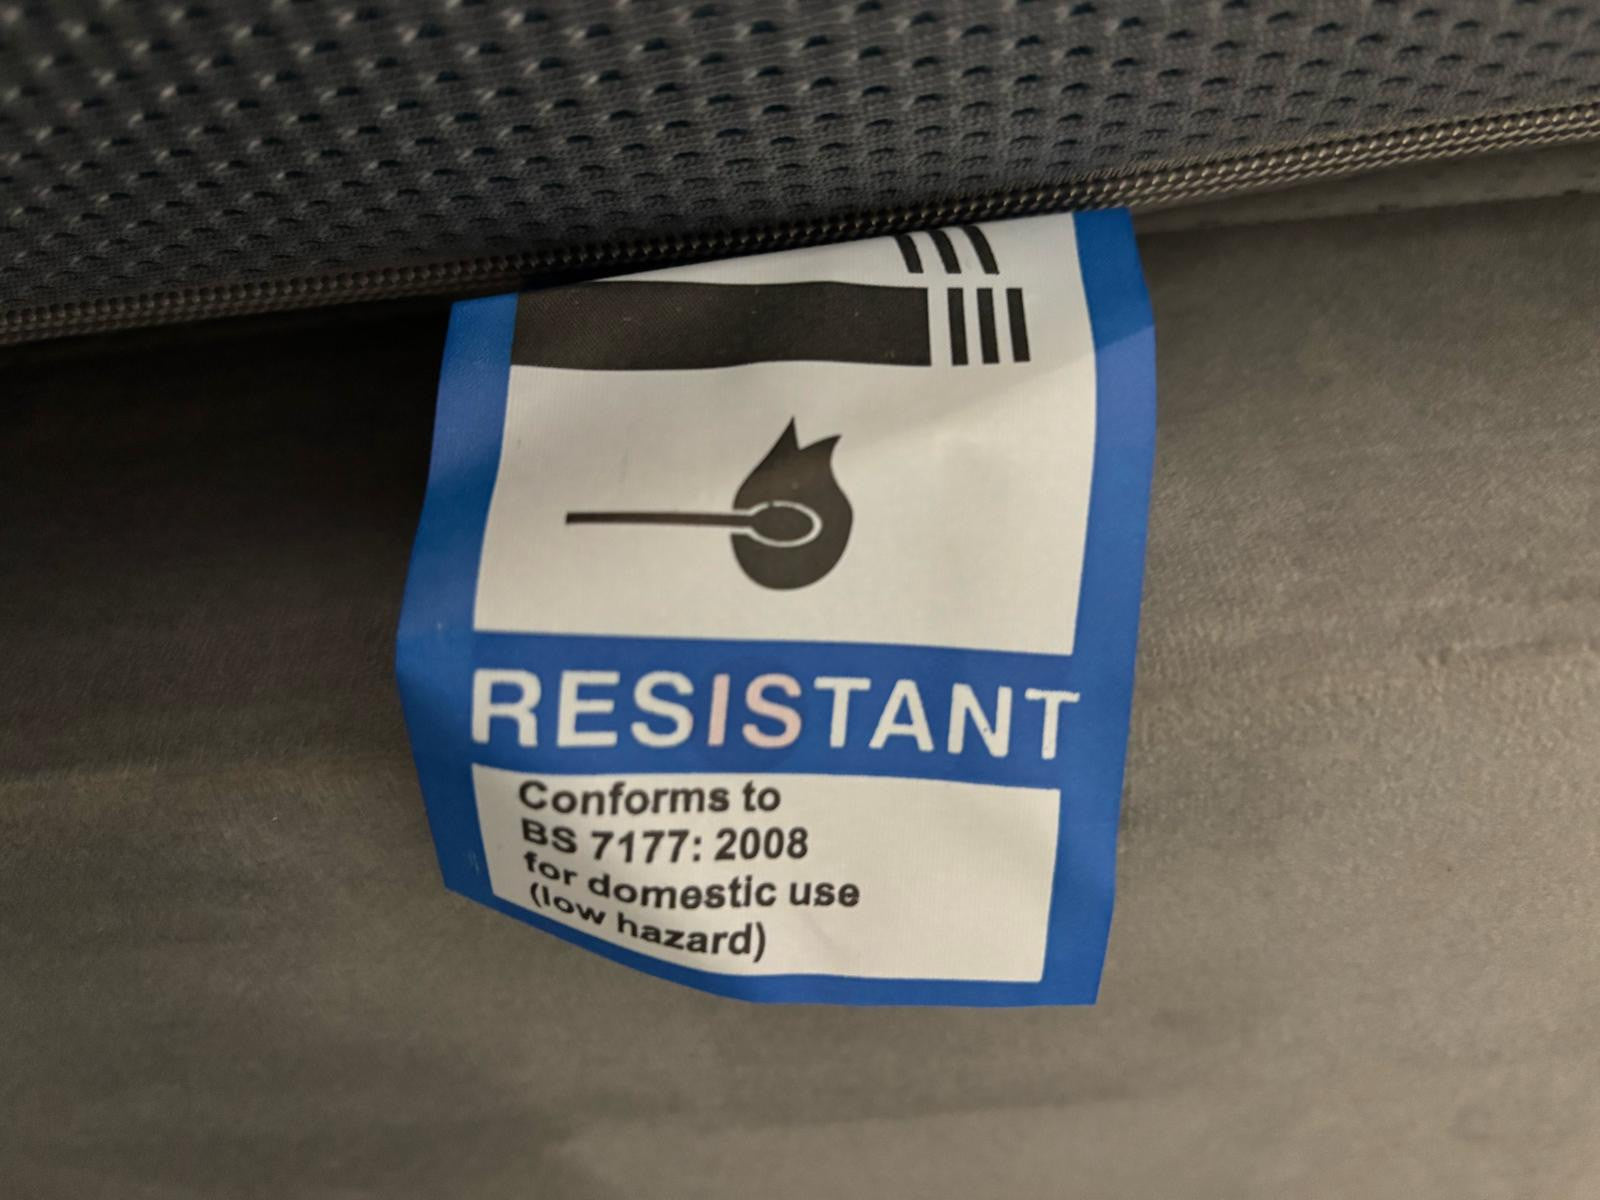 RESISTANT
Conforms to
BS 7177: 2008
for domestic use
(low hazard)